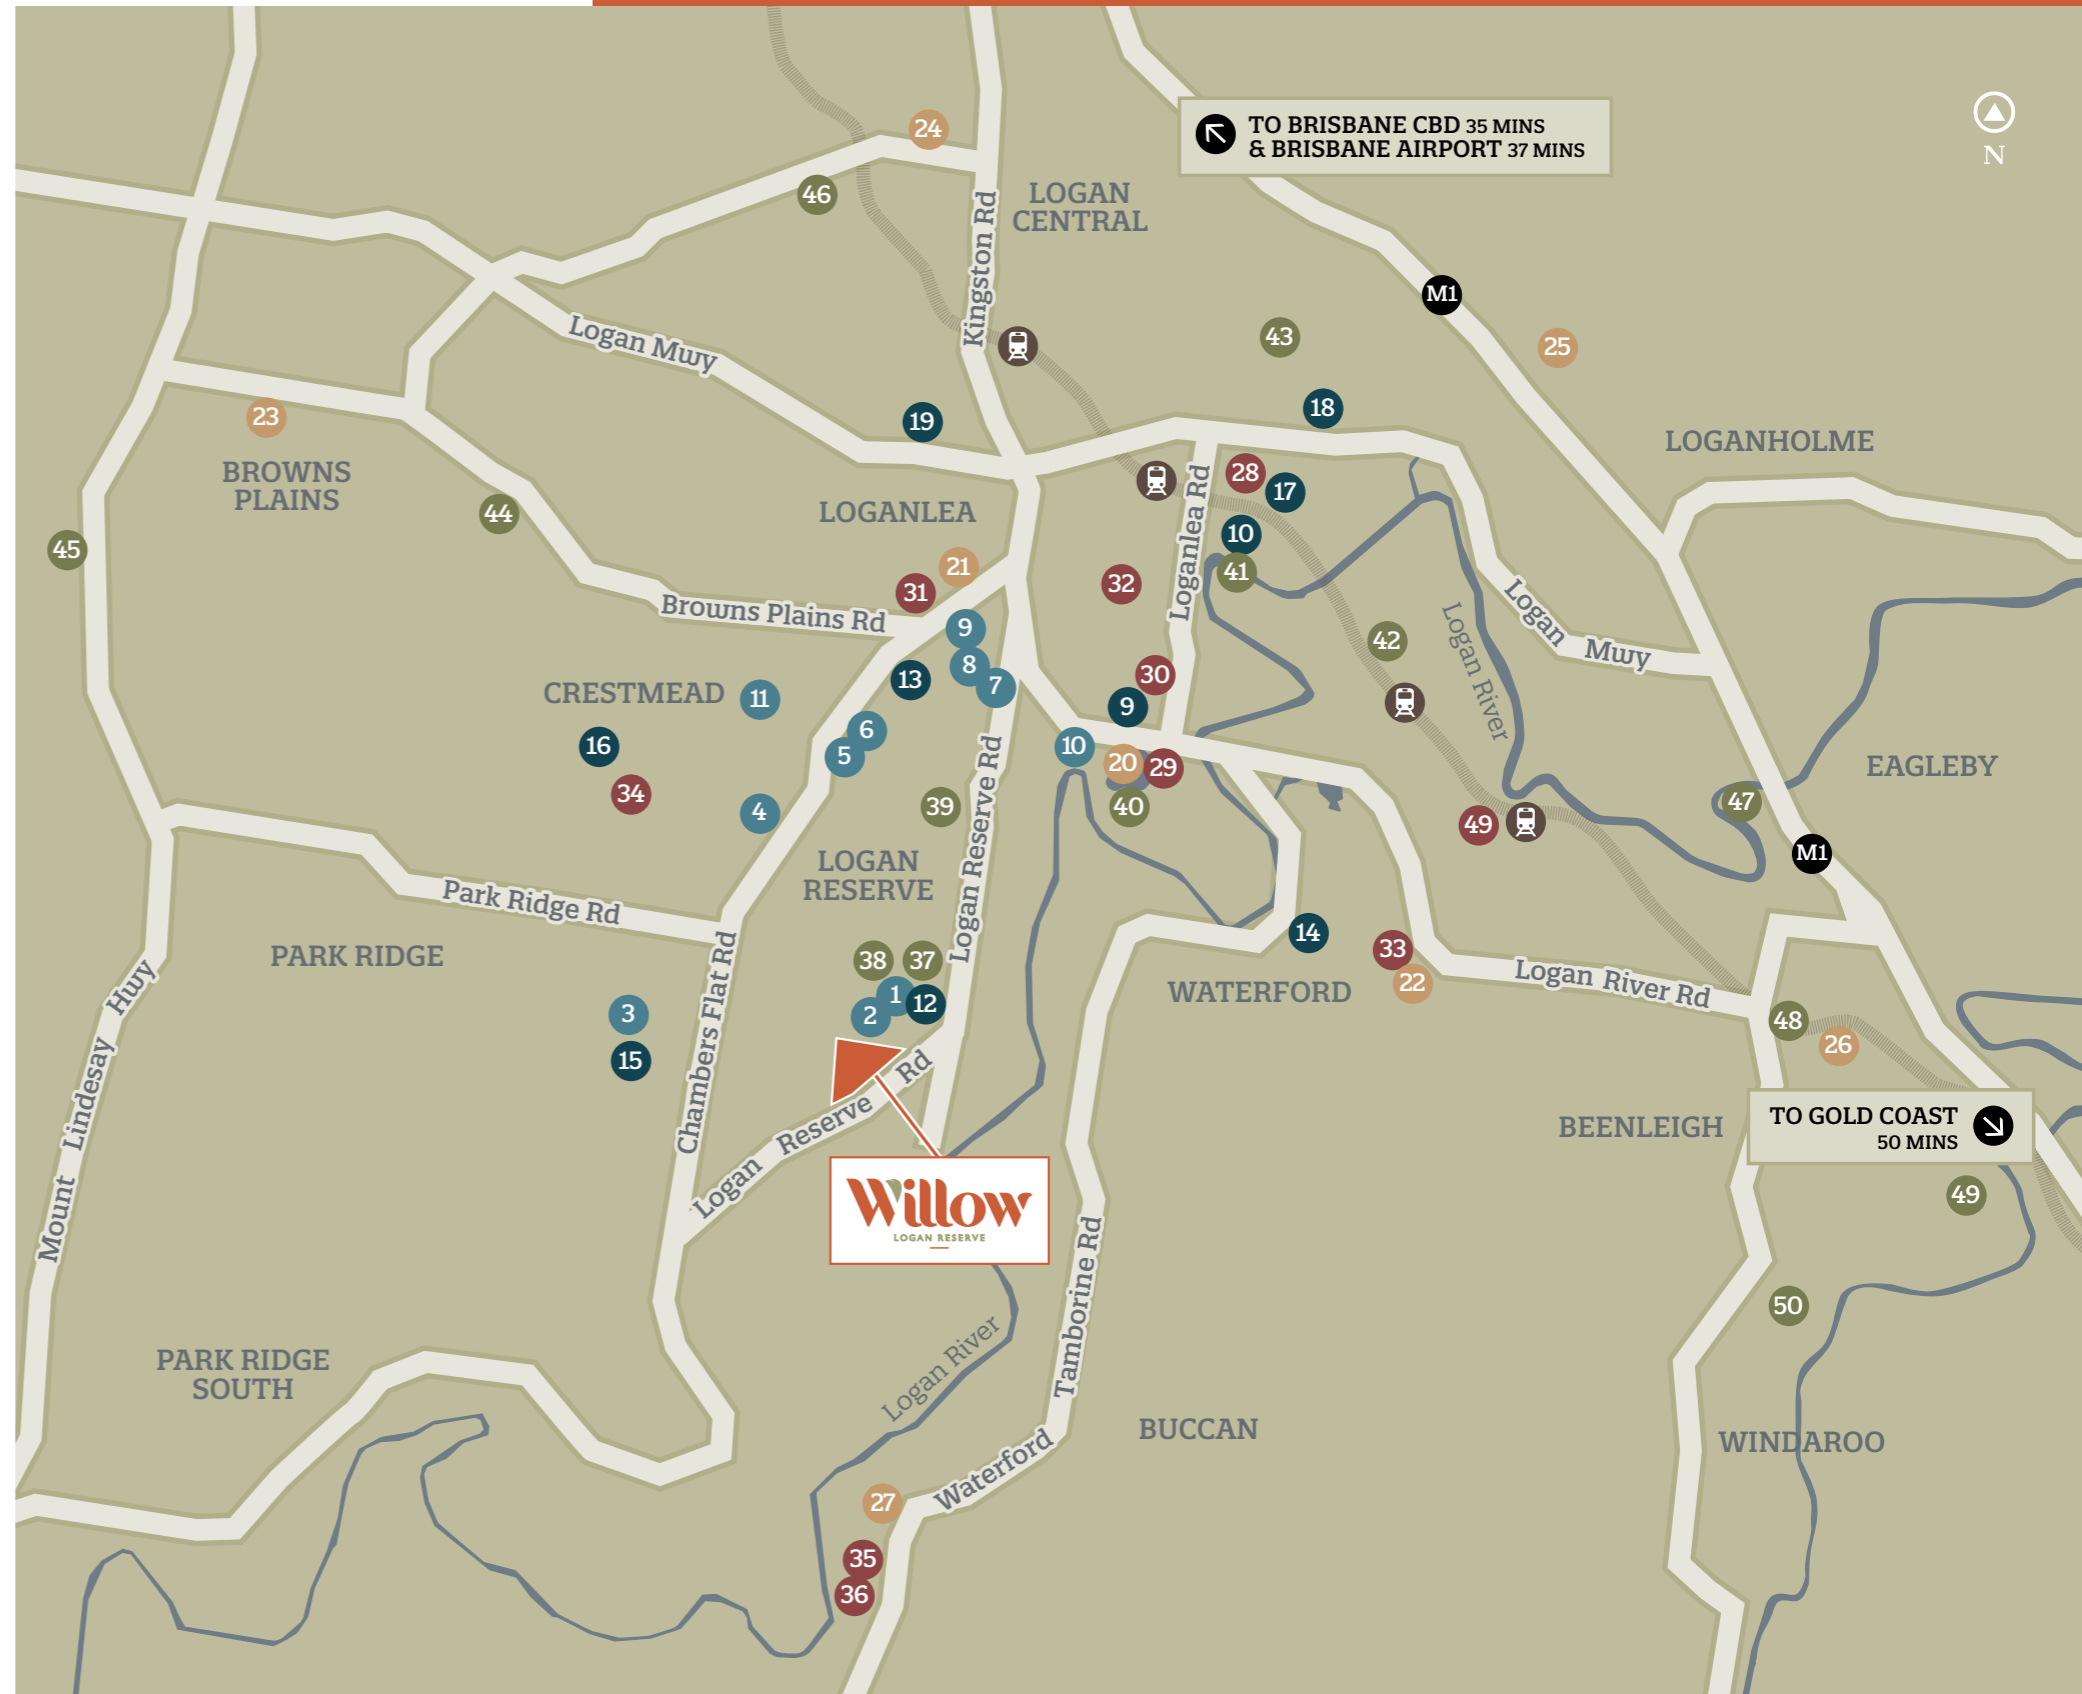 TO BRISBANE CBD 35 MINS
& BRISBANE AIRPORT 37 MINS
N
24
46
LOGAN
CENTRAL
Kingston Rd
M1
43
25
Logan Mwy
18
19
23
LOGANHOLME
BROWNS
PLAINS
28
17
44
LOGANLEA
Loganlea Rd
10
45
21
41
31
32
Browns Plains Rd
9
Logan Mwy
42
Logan River
8
13
7
30
CRESTMEAD
11
9
6
16
10
5
20
29
EAGLEBY
34
4
39
40
47
49
Logan Reserve Rd
M1
LOGAN
RESERVE
Park Ridge Rd
14
33
PARK RIDGE
38
37
22
Logan River Rd
Mount Lindesay Hwy
Chambers Flat Rd
1
12
WATERFORD
3
2
48
26
15
Logan Reserve Rd
BEENLEIGH
TO GOLD COAST
50 MINS
Willow
LOGAN RESERVE
49
Waterford Tamborine Rd
50
Logan River
PARK RIDGE
SOUTH
BUCCAN
WINDAROO
27
35
36